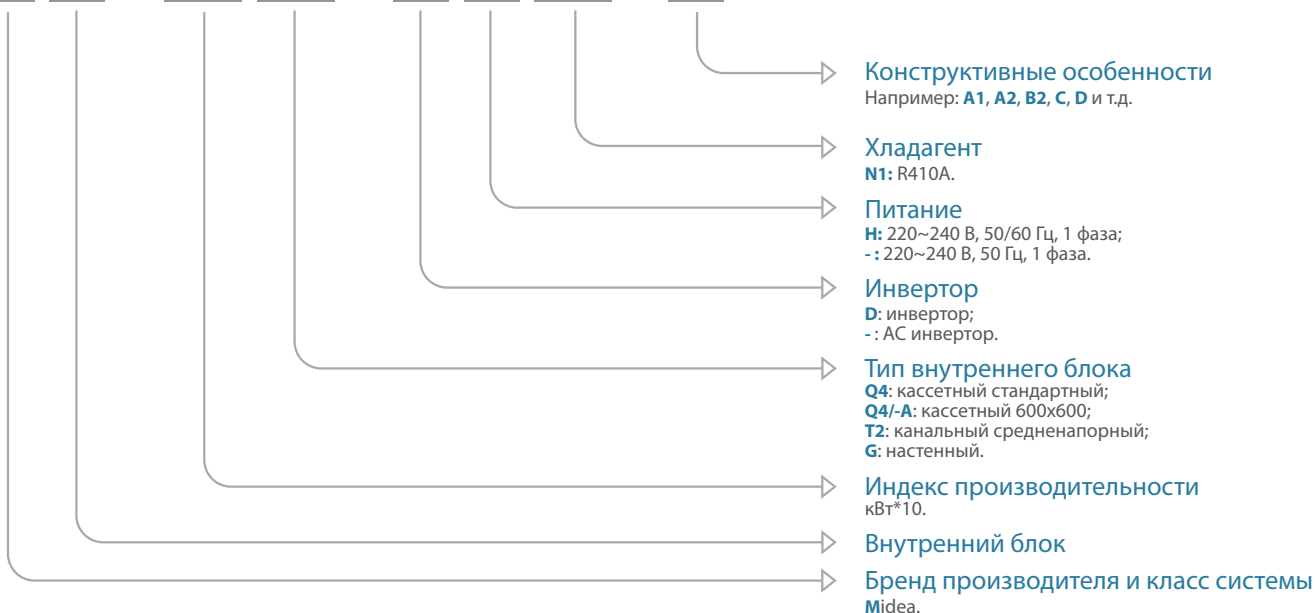 Конструктивные особенности
Например: A1, A2, B2, C, D и т.д.
Хладагент
N1: R410A.
Питание
H: 220~240 В, 50/60 Гц, 1 фаза;
- : 220~240 В, 50 Гц, 1 фаза.
Инвертор
D: инвертор;
- : AC инвертор.
Тип внутреннего блока
Q4: кассетный стандартный;
Q4/-A: кассетный 600x600;
T2: канальный средненапорный;
G: настенный.
Индекс производительности
кВт*10.
Внутренний блок
Бренд производителя и класс системы
Midea.